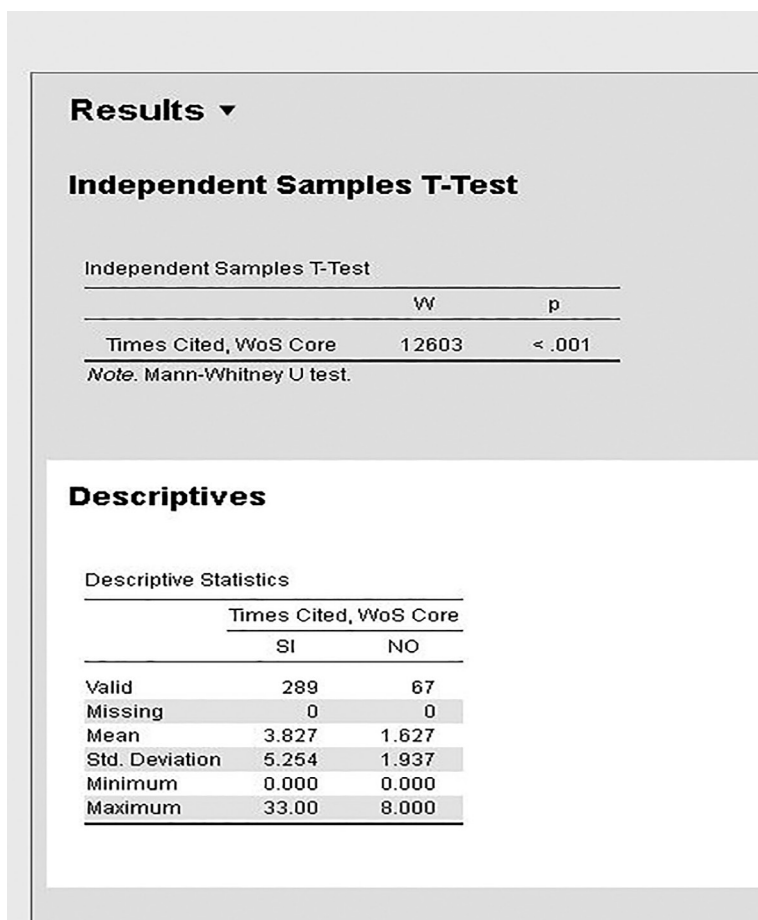 Results ▼
Independent Samples T-Test
Independent Samples T-Test
W p
Times Cited, WoS Core 12603 < .001
Note. Mann-Whitney U test.
Descriptives
Descriptive Statistics
Times Cited, WoS Core
SI NO
Valid 289 67
Missing 0 0
Mean 3.827 1.627
Std. Deviation 5.254 1.937
Minimum 0.000 0.000
Maximum 33.00 8.000